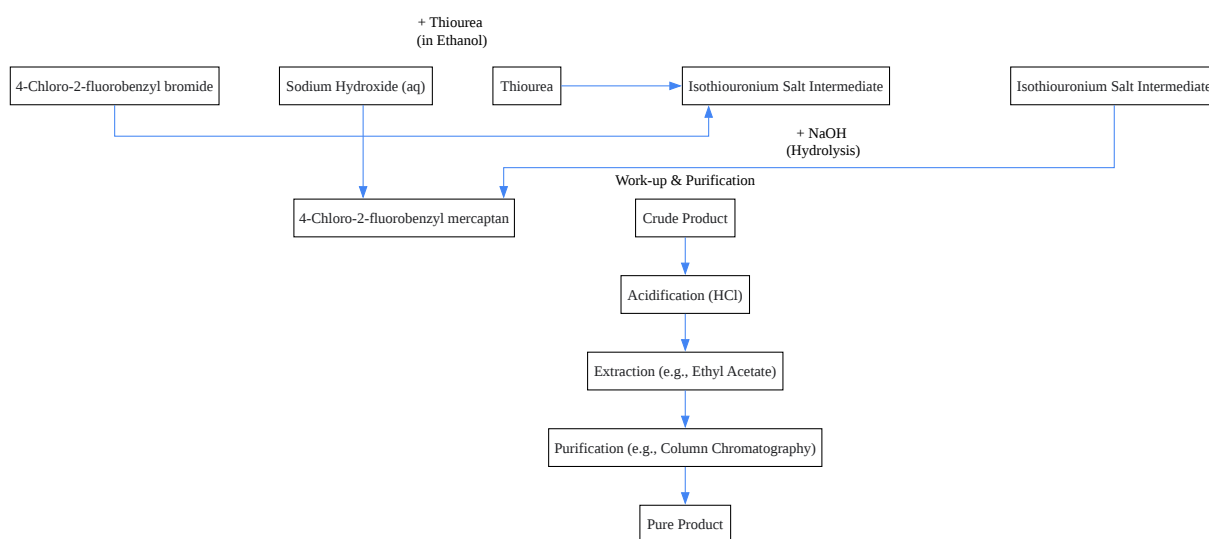 + Thiourea
(in Ethanol)
4-Chloro-2-fluorobenzyl bromide
Sodium Hydroxide (aq)
Thiourea
Isothiouronium Salt Intermediate
Isothiouronium Salt Intermediate
+ NaOH
(Hydrolysis)
Work-up & Purification
4-Chloro-2-fluorobenzyl mercaptan
Crude Product
Acidification (HCl)
Extraction (e.g., Ethyl Acetate)
Purification (e.g., Column Chromatography)
Pure Product